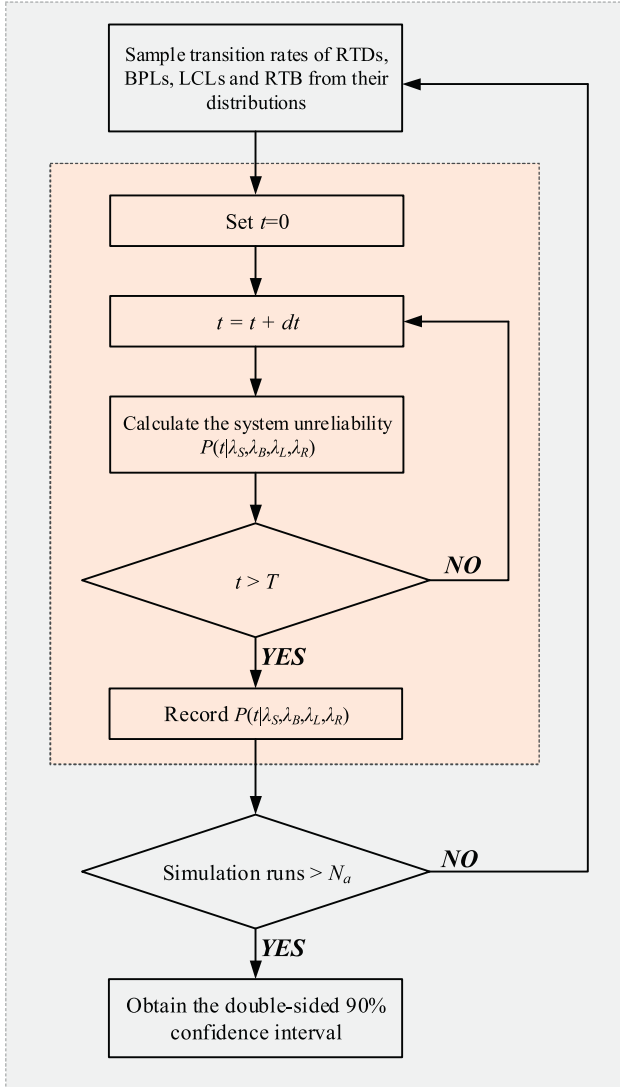 Sample transition rates of RTDs,
BPLs, LCLs and RTB from their
distributions
Set t=0
t = t + dt
Calculate the system unreliability
P(t|λS,λB,λL,λR)
t > T
NO
YES
Record P(t|λS,λB,λL,λR)
Simulation runs > Na
NO
YES
Obtain the double-sided 90%
confidence interval